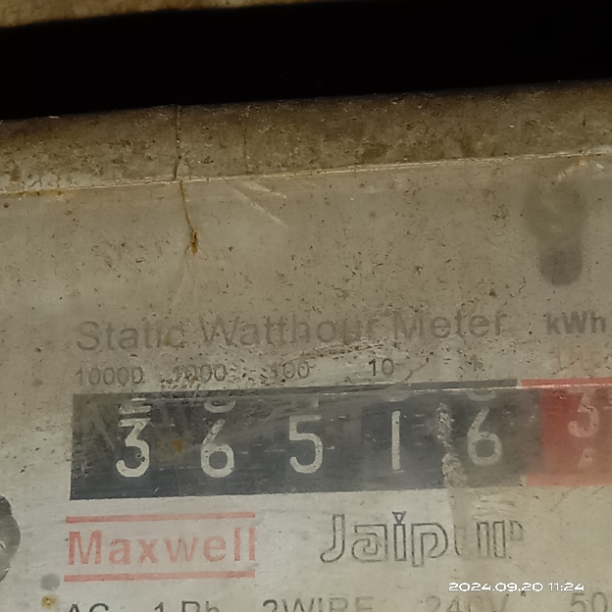 Static Watthour Meter kWh
10000 1000 100 10 1
3 6 5 1 6 3
Maxwell Jaipur
AC 1 Ph 2WIRE 240V 50
2024.09.20 11:24